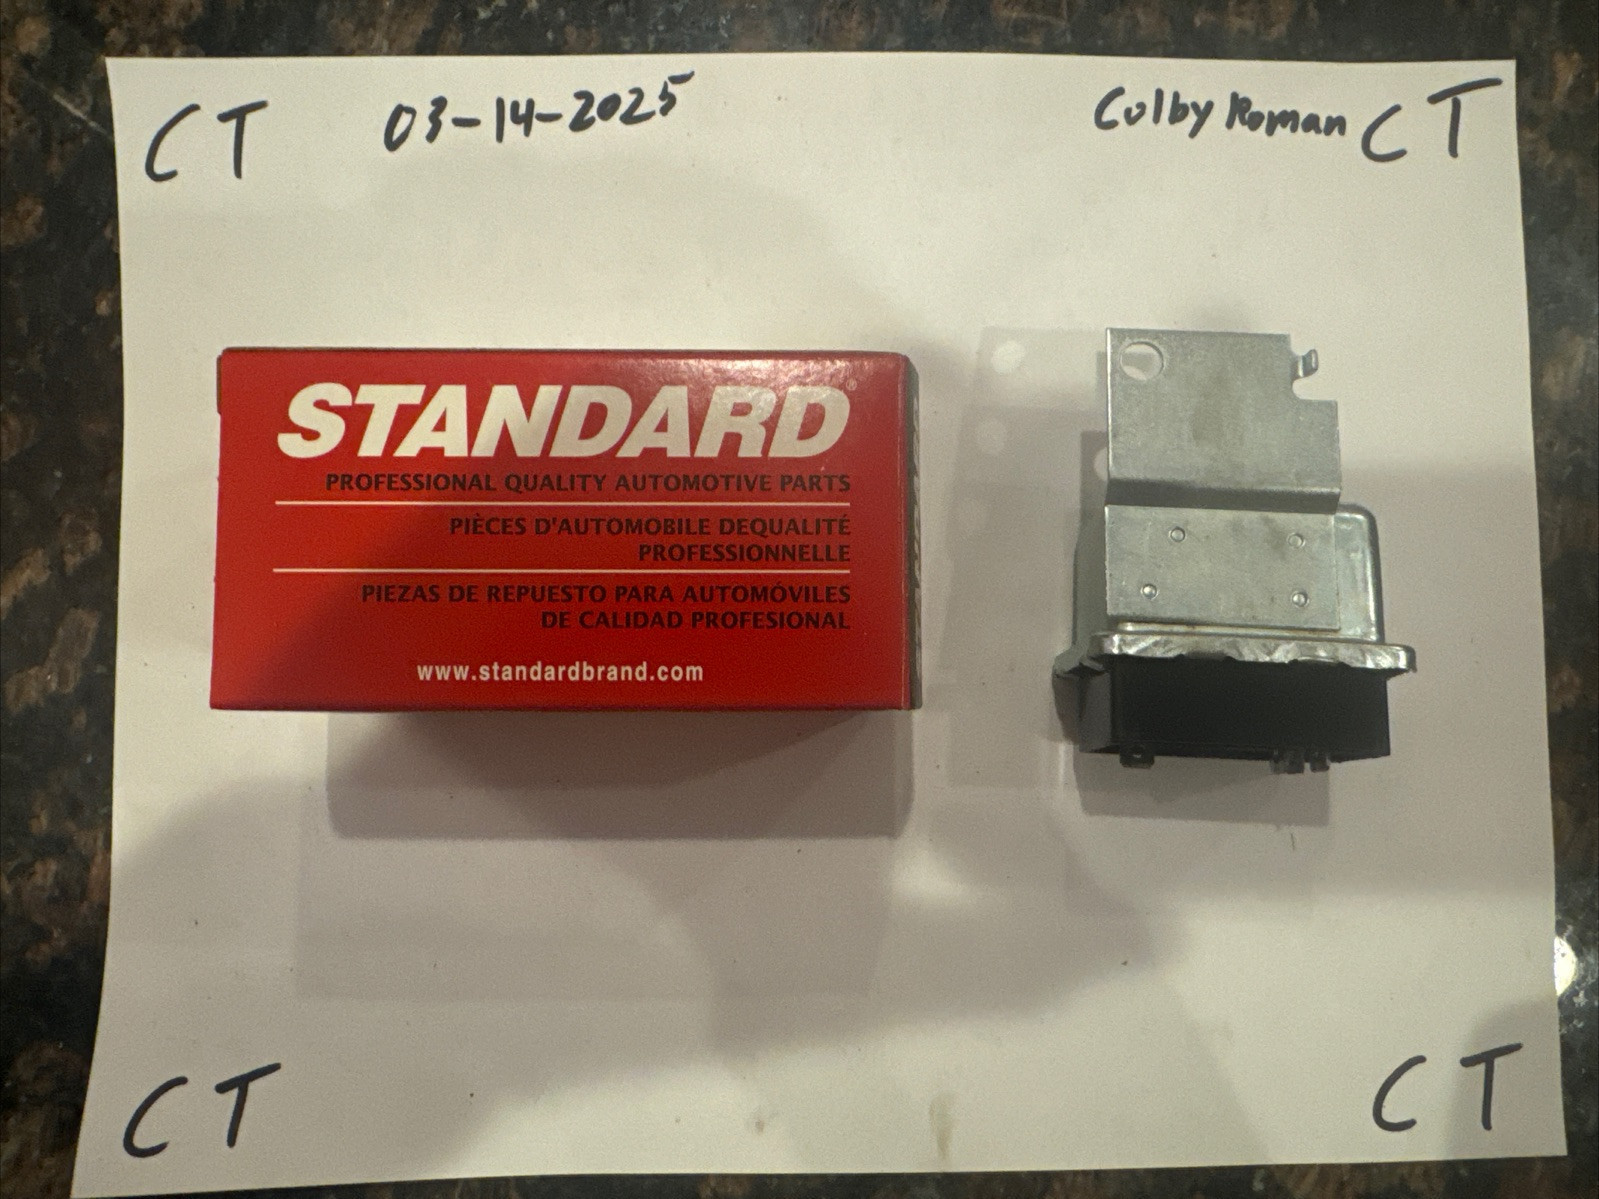 CT
03-14-2025
Colby Roman
CT
STANDARD®
PROFESSIONAL QUALITY AUTOMOTIVE PARTS
PIÈCES D'AUTOMOBILE DEQUALITÉ
PROFESSIONNELLE
PIEZAS DE REPUESTO PARA AUTOMÓVILES
DE CALIDAD PROFESIONAL
www.standardbrand.com
CT
CT